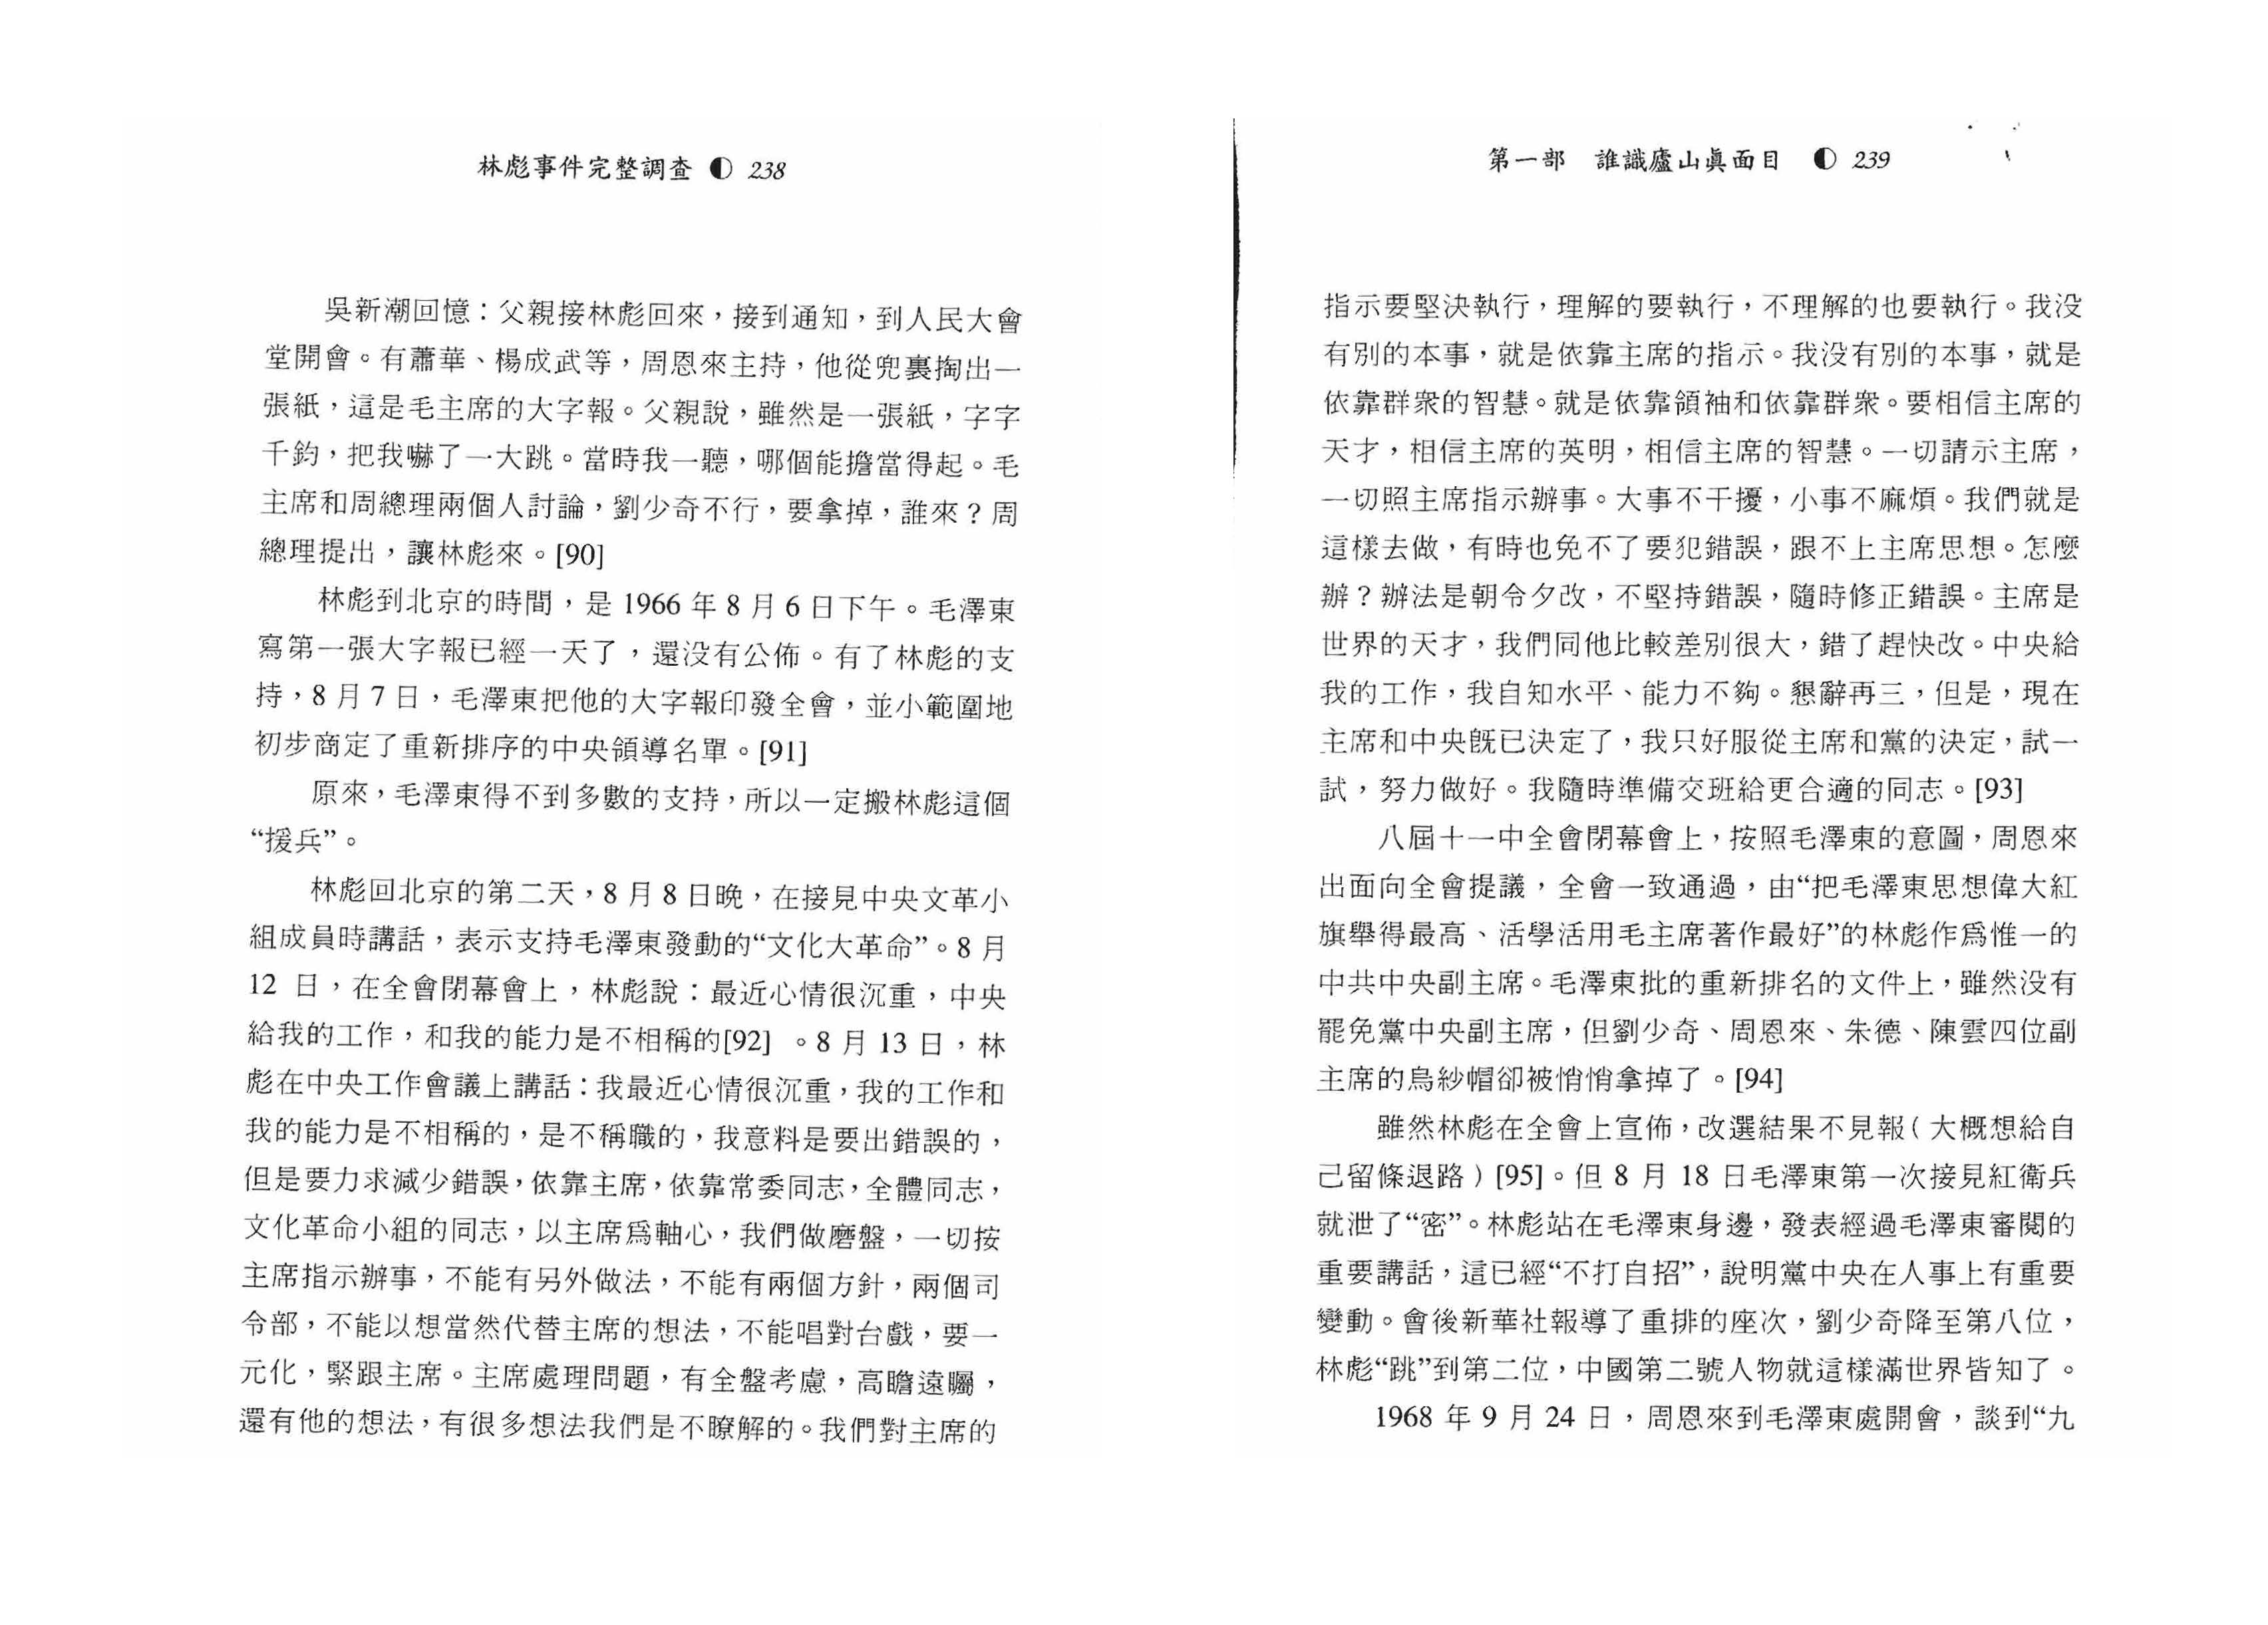 林彪事件完整調查 ◐ 238
吳新潮回憶：父親接林彪回來，接到通知，到人民大會
堂開會。有蕭華、楊成武等，周恩來主持，他從兜裏掏出一
張紙，這是毛主席的大字報。父親說，雖然是一張紙，字字
千鈞，把我嚇了一大跳。當時我一聽，哪個能擔當得起。毛
主席和周總理兩個人討論，劉少奇不行，要拿掉，誰來？周
總理提出，讓林彪來。[90]
林彪到北京的時間，是 1966 年 8 月 6 日下午。毛澤東
寫第一張大字報已經一天了，還没有公佈。有了林彪的支
持，8 月 7 日，毛澤東把他的大字報印發全會，並小範圍地
初步商定了重新排序的中央領導名單。[91]
原來，毛澤東得不到多數的支持，所以一定搬林彪這個
“援兵”。
林彪回北京的第二天，8 月 8 日晚，在接見中央文革小
組成員時講話，表示支持毛澤東發動的“文化大革命”。8 月
12 日，在全會閉幕會上，林彪說：最近心情很沉重，中央
給我的工作，和我的能力是不相稱的[92] 。8 月 13 日，林
彪在中央工作會議上講話：我最近心情很沉重，我的工作和
我的能力是不相稱的，是不稱職的，我意料是要出錯誤的，
但是要力求減少錯誤，依靠主席，依靠常委同志，全體同志，
文化革命小組的同志，以主席爲軸心，我們做磨盤，一切按
主席指示辦事，不能有另外做法，不能有兩個方針，兩個司
令部，不能以想當然代替主席的想法，不能唱對台戲，要一
元化，緊跟主席。主席處理問題，有全盤考慮，高瞻遠矚，
還有他的想法，有很多想法我們是不瞭解的。我們對主席的
第一部 誰識廬山眞面目 ◐ 239
指示要堅決執行，理解的要執行，不理解的也要執行。我没
有別的本事，就是依靠主席的指示。我没有別的本事，就是
依靠群衆的智慧。就是依靠領袖和依靠群衆。要相信主席的
天才，相信主席的英明，相信主席的智慧。一切請示主席，
一切照主席指示辦事。大事不干擾，小事不麻煩。我們就是
這樣去做，有時也免不了要犯錯誤，跟不上主席思想。怎麼
辦？辦法是朝令夕改，不堅持錯誤，隨時修正錯誤。主席是
世界的天才，我們同他比較差別很大，錯了趕快改。中央給
我的工作，我自知水平、能力不夠。懇辭再三，但是，現在
主席和中央旣已決定了，我只好服從主席和黨的決定，試一
試，努力做好。我隨時準備交班給更合適的同志。[93]
八屆十一中全會閉幕會上，按照毛澤東的意圖，周恩來
出面向全會提議，全會一致通過，由“把毛澤東思想偉大紅
旗舉得最高、活學活用毛主席著作最好”的林彪作爲惟一的
中共中央副主席。毛澤東批的重新排名的文件上，雖然没有
罷免黨中央副主席，但劉少奇、周恩來、朱德、陳雲四位副
主席的烏紗帽卻被悄悄拿掉了。[94]
雖然林彪在全會上宣佈，改選結果不見報（大概想給自
己留條退路）[95]。但 8 月 18 日毛澤東第一次接見紅衛兵
就泄了“密”。林彪站在毛澤東身邊，發表經過毛澤東審閱的
重要講話，這已經“不打自招”，說明黨中央在人事上有重要
變動。會後新華社報導了重排的座次，劉少奇降至第八位，
林彪“跳”到第二位，中國第二號人物就這樣滿世界皆知了。
1968 年 9 月 24 日，周恩來到毛澤東處開會，談到“九